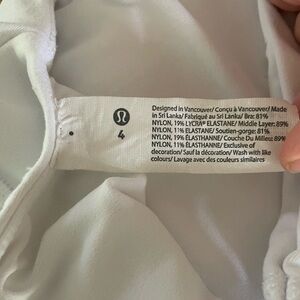 4
Designed in Vancouver/ Conçu à Vancouver/ Made
in Sri Lanka/ Fabriqué au Sri Lanka/ Bra: 81%
NYLON, 19% LYCRA® ELASTANE/ Middle Layer: 89%
NYLON, 11% ELASTANE/ Soutien-gorge: 81%
NYLON, 19% ÉLASTHANNE/ Couche Du Milieu: 89%
NYLON, 11% ÉLASTHANNE/ Exclusive of
decoration/ Sauf la décoration/ Wash with like
colours/ Lavage avec des couleurs similaires